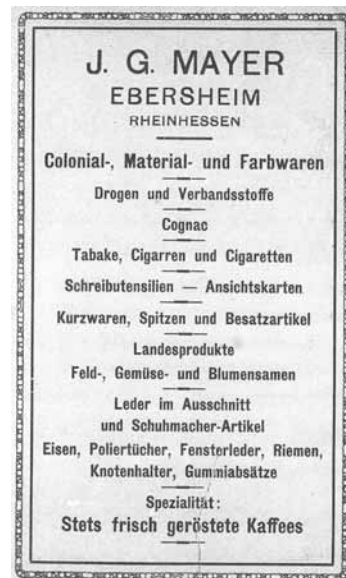 J. G. MAYER
EBERSHEIM
RHEINHESSEN
Colonial-, Material- und Farbwaren
Drogen und Verbandsstoffe
Cognac
Tabake, Cigarren und Cigaretten
Schreibutensilien — Ansichtskarten
Kurzwaren, Spitzen und Besatzartikel
Landesprodukte
Feld-, Gemüse- und Blumensamen
Leder im Ausschnitt
und Schuhmacher-Artikel
Eisen, Poliertücher, Fensterleder, Riemen,
Knotenhalter, Gummiabsätze
Spezialität:
Stets frisch geröstete Kaffees